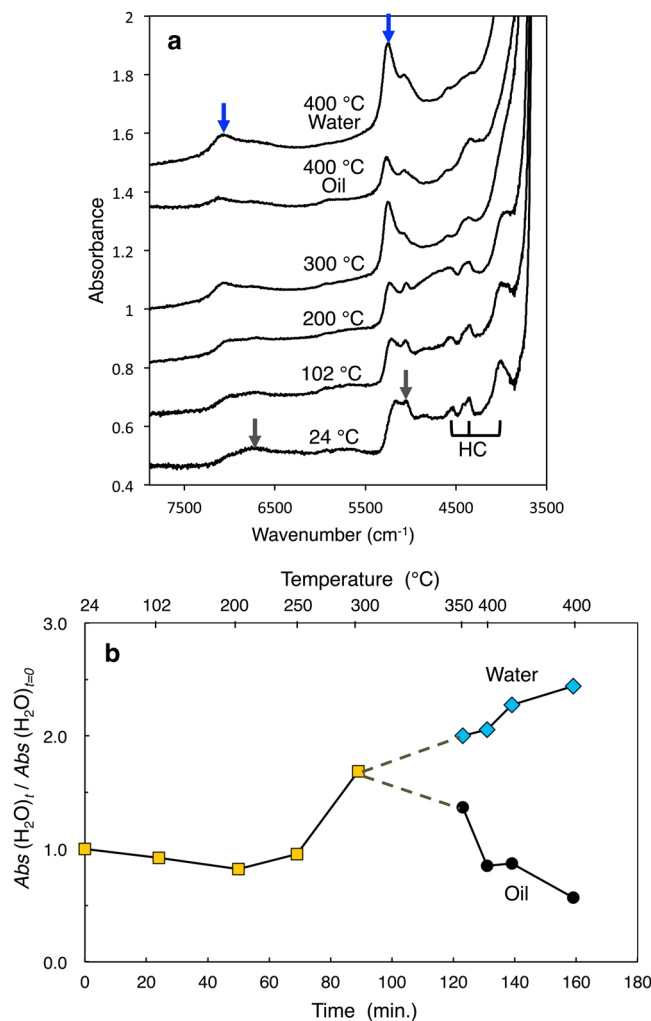 a
2
1.8
1.6
1.4
1.2
1
0.8
0.6
0.4
Absorbance
400 °C
Water
400°C
Oil
300 °C
200 °C
102 °C
24 °C
HC
7500 6500 5500 4500 3500
Wavenumber (cm⁻¹)
Temperature (°C)
24 102 200 250 300 350 400 400
b
3.0
2.0
1.0
0.0
Abs (H₂O)ₜ / Abs (H₂O)ₜ₌₀
Water
Oil
0 20 40 60 80 100 120 140 160 180
Time (min.)